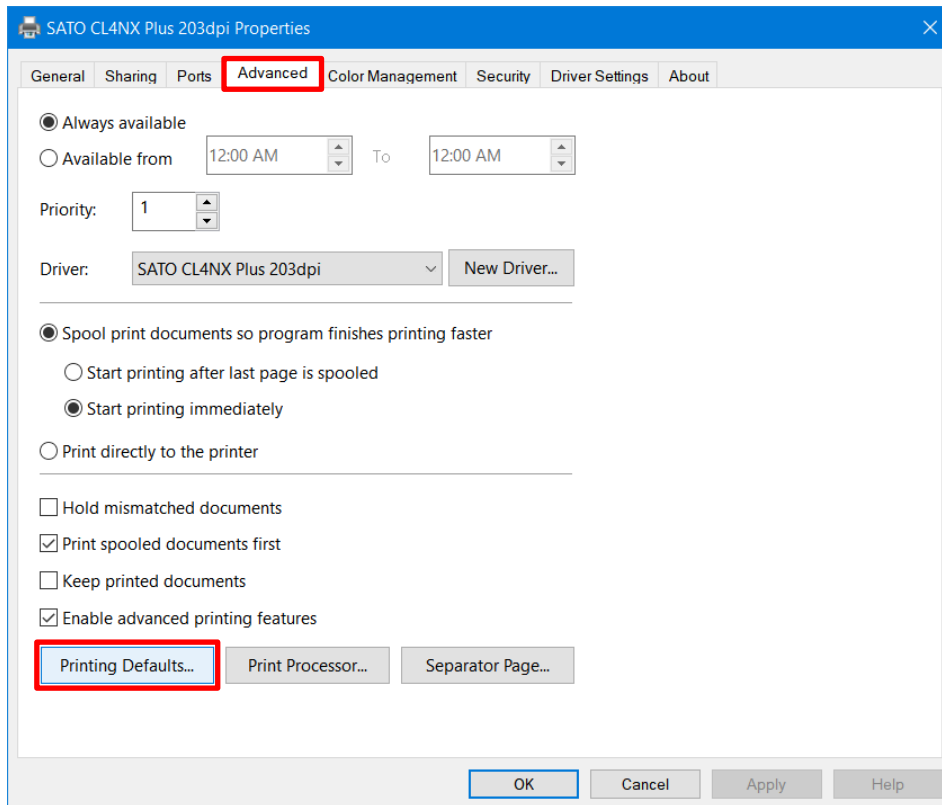 SATO CL4NX Plus 203dpi Properties
General Sharing Ports Advanced Color Management Security Driver Settings About
Always available
Available from 12:00 AM To 12:00 AM
Priority: 1
Driver: SATO CL4NX Plus 203dpi New Driver...
Spool print documents so program finishes printing faster
Start printing after last page is spooled
Start printing immediately
Print directly to the printer
Hold mismatched documents
Print spooled documents first
Keep printed documents
Enable advanced printing features
Printing Defaults... Print Processor... Separator Page...
OK Cancel Apply Help